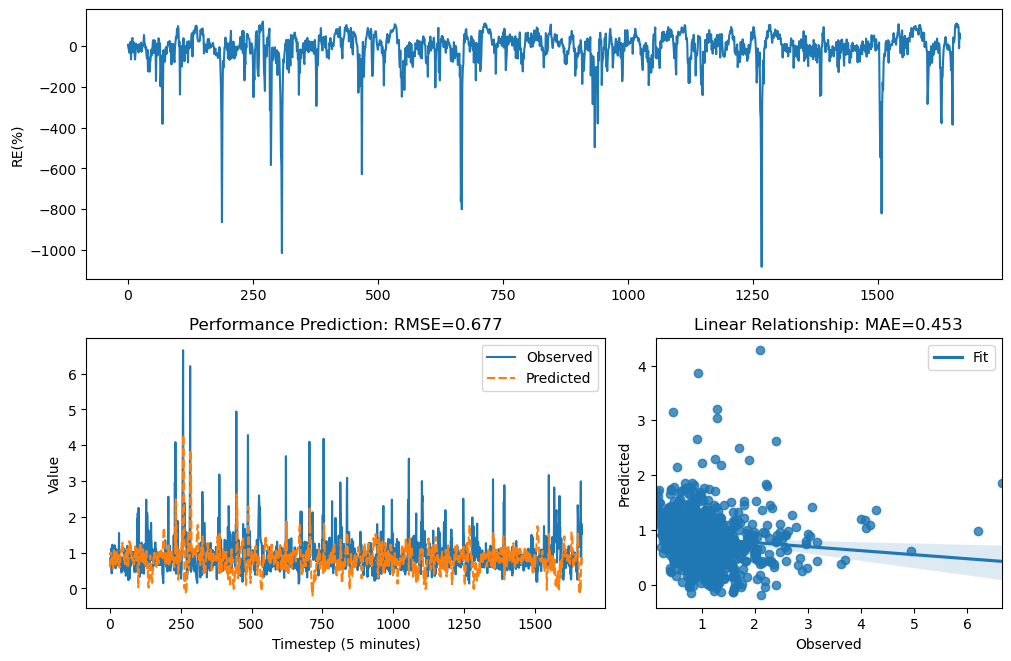 RE(%)
0
−200
−400
−600
−800
−1000
0 250 500 750 1000 1250 1500
Performance Prediction: RMSE=0.677
Observed
Predicted
Value
6
5
4
3
2
1
0
0 250 500 750 1000 1250 1500
Timestep (5 minutes)
Linear Relationship: MAE=0.453
Fit
Predicted
4
3
2
1
0
1 2 3 4 5 6
Observed